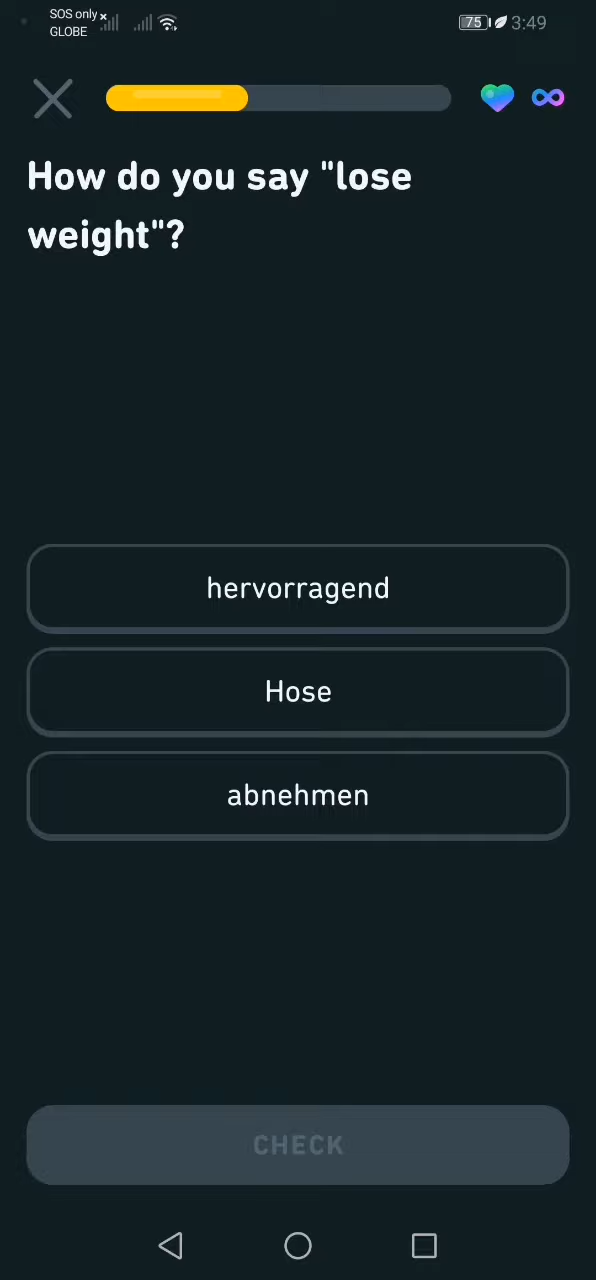 SOS only
GLOBE
75
3:49
How do you say "lose
weight"?
hervorragend
Hose
abnehmen
CHECK